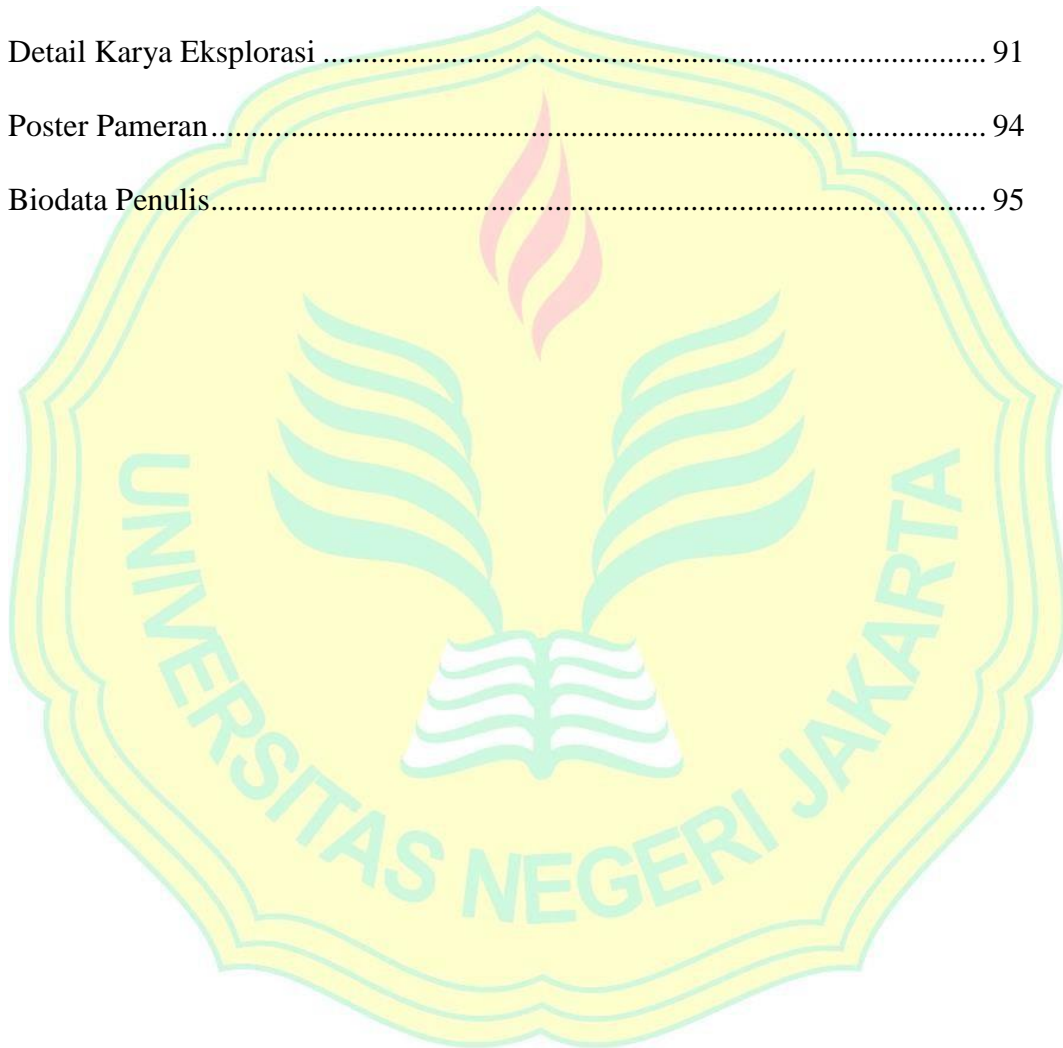 Detail Karya Eksplorasi ................................................................................ 91
Poster Pameran.............................................................................................. 94
Biodata Penulis.............................................................................................. 95
UNIVERSITAS NEGERI JAKARTA